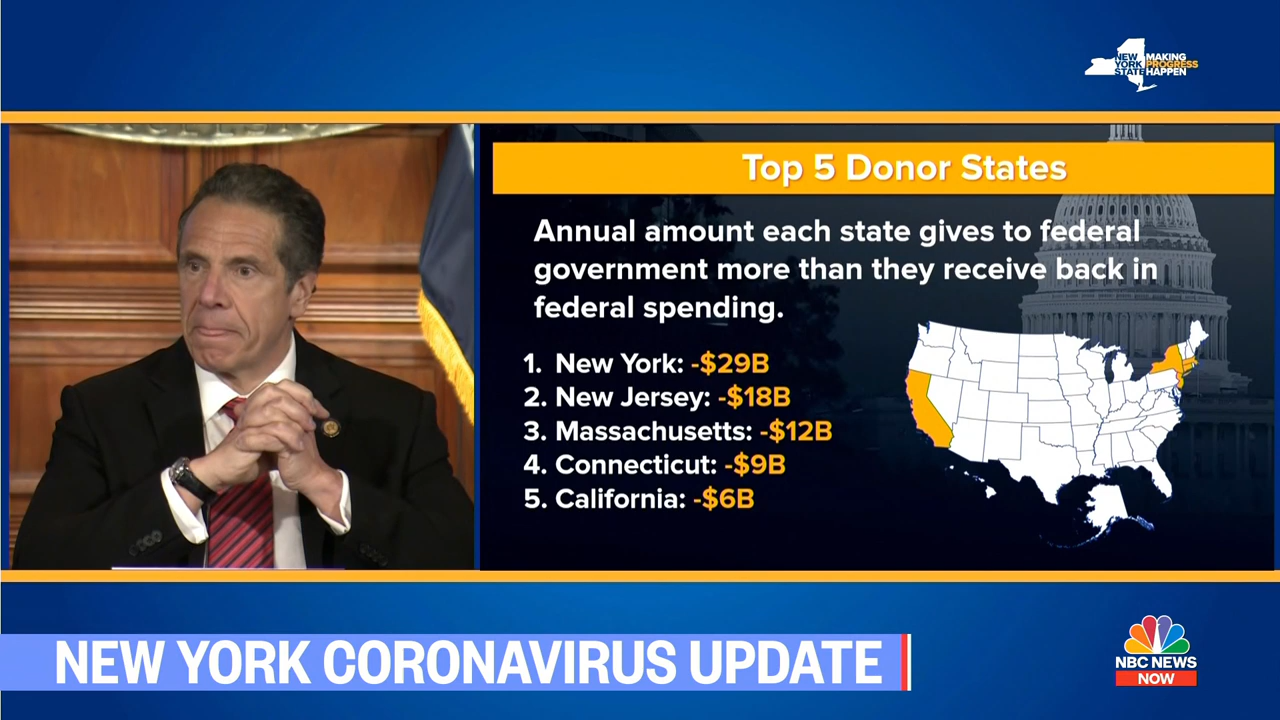 NEW
YORK
STATE
MAKING
PROGRESS
HAPPEN
Top 5 Donor States
Annual amount each state gives to federal
government more than they receive back in
federal spending.
1. New York: -$29B
2. New Jersey: -$18B
3. Massachusetts: -$12B
4. Connecticut: -$9B
5. California: -$6B
NEW YORK CORONAVIRUS UPDATE
NBC NEWS
NOW